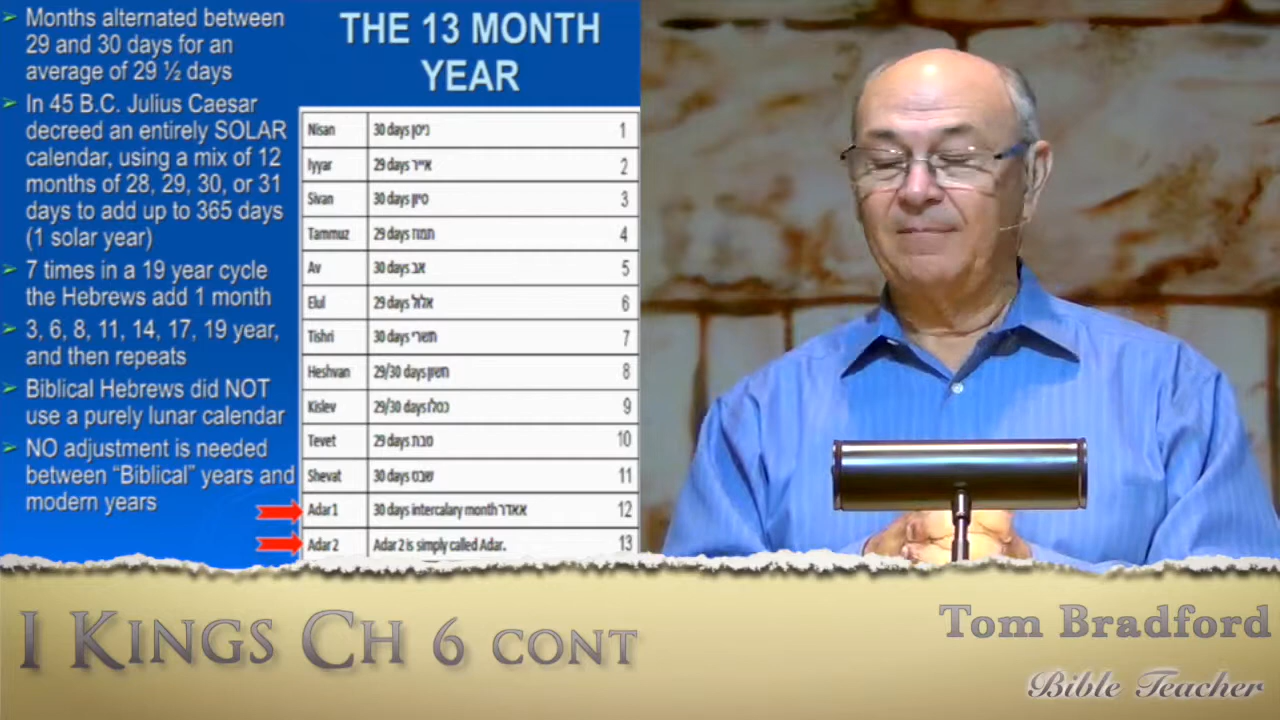 Months alternated between
29 and 30 days for an
average of 29 ½ days
In 45 B.C. Julius Caesar
decreed an entirely SOLAR
calendar, using a mix of 12
months of 28, 29, 30, or 31
days to add up to 365 days
(1 solar year)
7 times in a 19 year cycle
the Hebrews add 1 month
3, 6, 8, 11, 14, 17, 19 year,
and then repeats
Biblical Hebrews did NOT
use a purely lunar calendar
NO adjustment is needed
between “Biblical” years and
modern years
THE 13 MONTH
YEAR
Nisan 30 days ניסן 1
Iyyar 29 days אייר 2
Sivan 30 days סיון 3
Tammuz 29 days תמוז 4
Av 30 days אב 5
Elul 29 days אלול 6
Tishri 30 days תשרי 7
Heshvan 29/30 days חשון 8
Kislev 29/30 days כסלו 9
Tevet 29 days טבת 10
Shevat 30 days שבט 11
Adar1 30 days intercalary month 12
Adar2 Adar 2 is simply called Adar. 13
I Kings Ch 6 cont
Tom Bradford
Bible Teacher